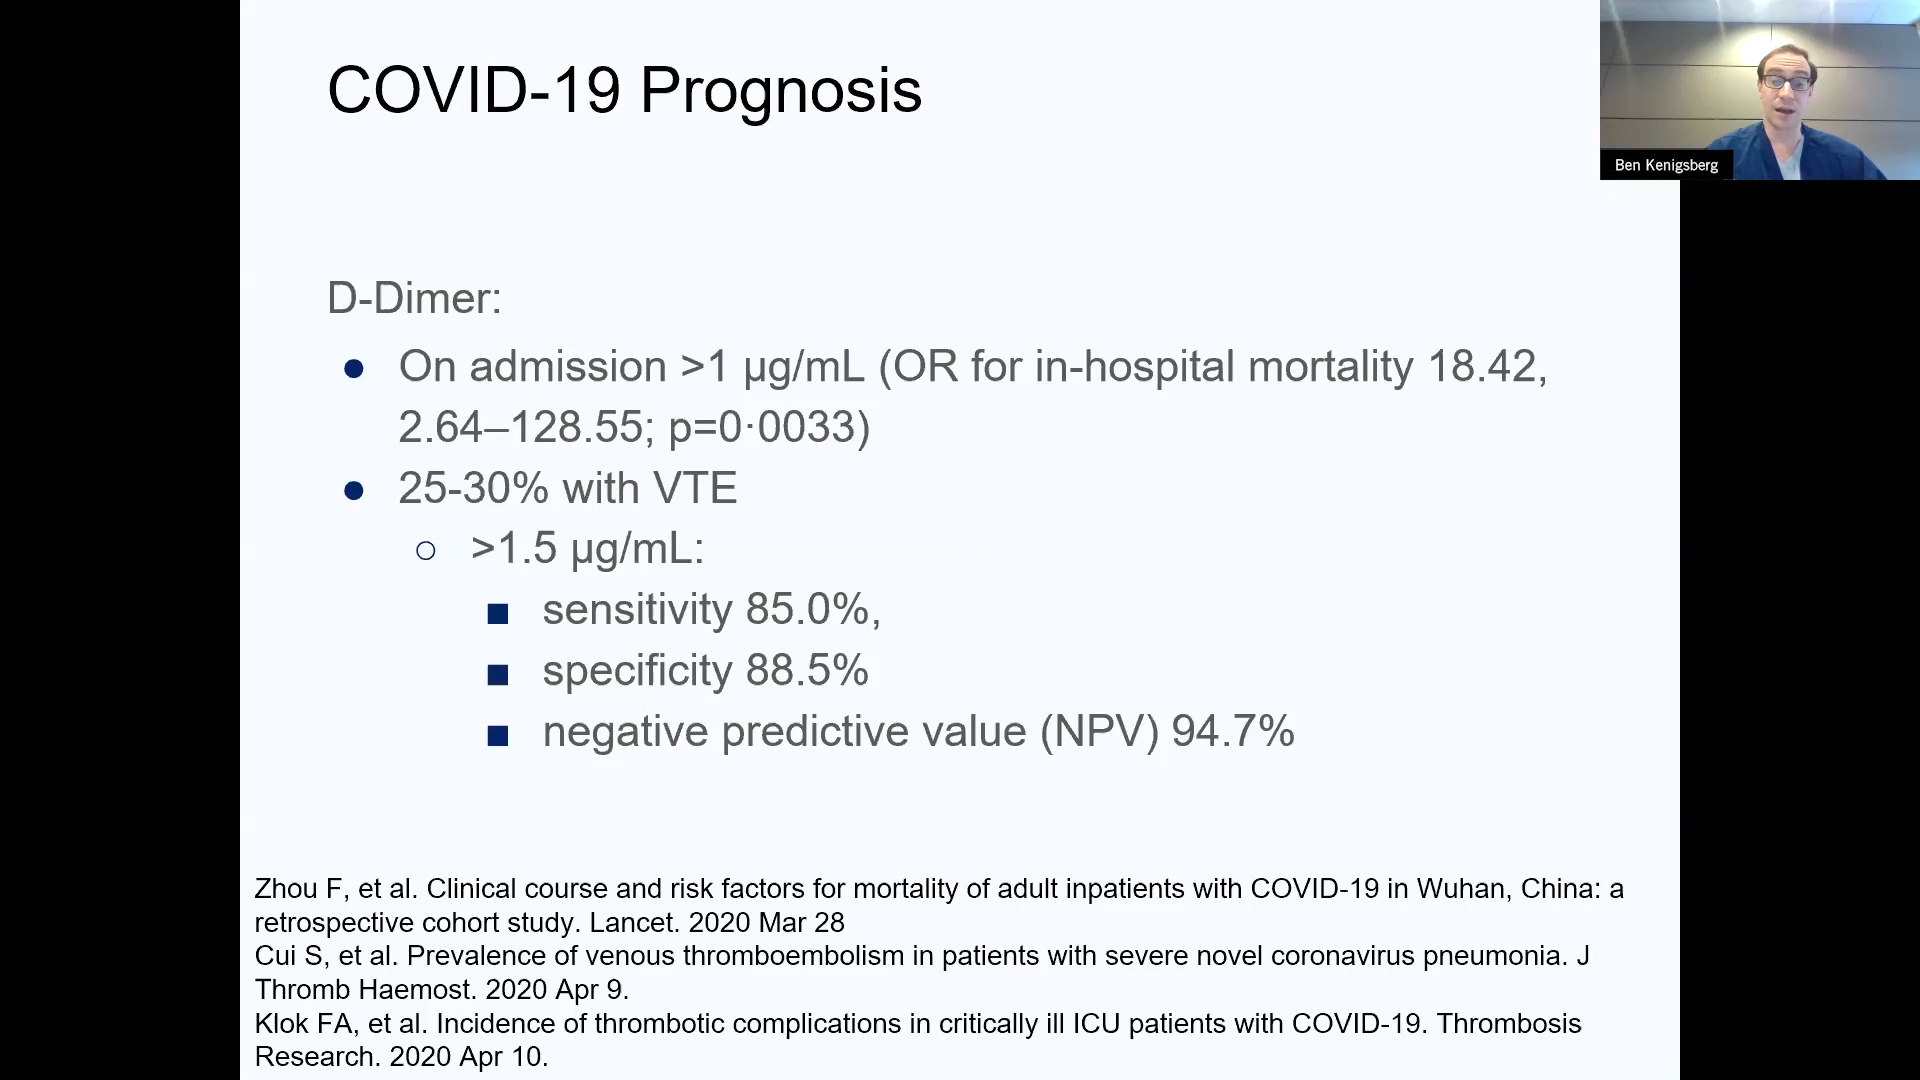 COVID-19 Prognosis
Ben Kenigsberg
D-Dimer:
● On admission >1 μg/mL (OR for in-hospital mortality 18.42,
2.64–128.55; p=0·0033)
● 25-30% with VTE
○ >1.5 μg/mL:
■ sensitivity 85.0%,
■ specificity 88.5%
■ negative predictive value (NPV) 94.7%
Zhou F, et al. Clinical course and risk factors for mortality of adult inpatients with COVID-19 in Wuhan, China: a
retrospective cohort study. Lancet. 2020 Mar 28
Cui S, et al. Prevalence of venous thromboembolism in patients with severe novel coronavirus pneumonia. J
Thromb Haemost. 2020 Apr 9.
Klok FA, et al. Incidence of thrombotic complications in critically ill ICU patients with COVID-19. Thrombosis
Research. 2020 Apr 10.